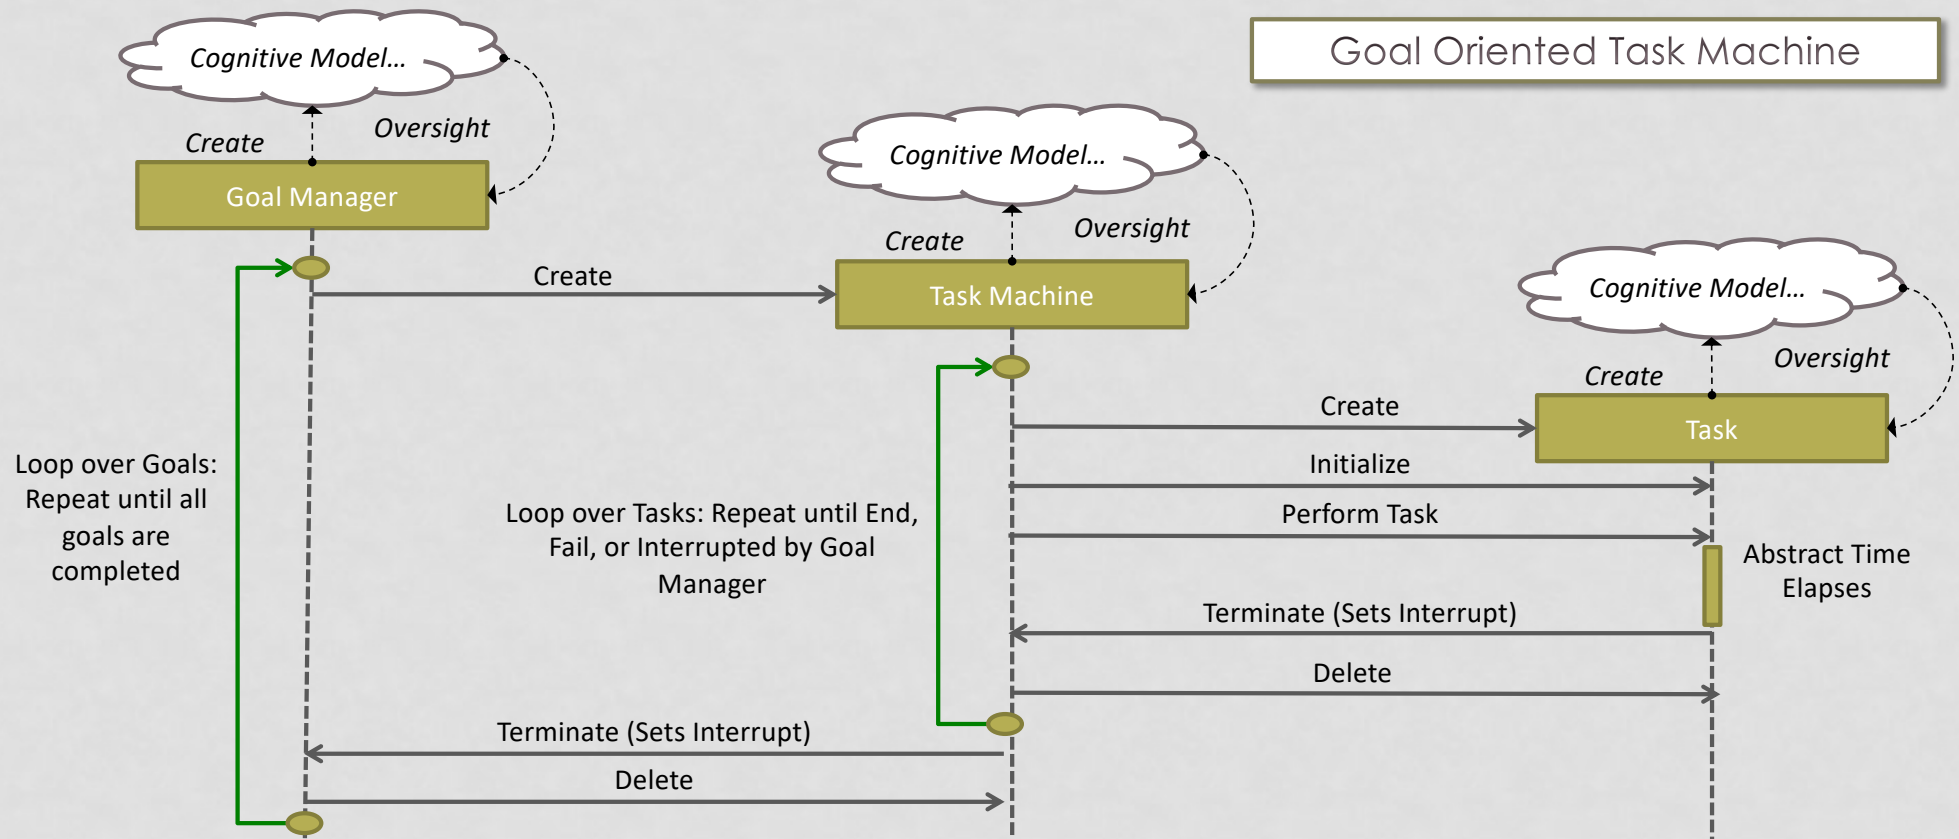 Goal Oriented Task Machine
Cognitive Model...
Create
Oversight
Goal Manager
Cognitive Model...
Create
Oversight
Task Machine
Create
Cognitive Model...
Create
Oversight
Task
Create
Initialize
Perform Task
Loop over Goals:
Repeat until all
goals are
completed
Loop over Tasks: Repeat until End,
Fail, or Interrupted by Goal
Manager
Abstract Time
Elapses
Terminate (Sets Interrupt)
Delete
Terminate (Sets Interrupt)
Delete